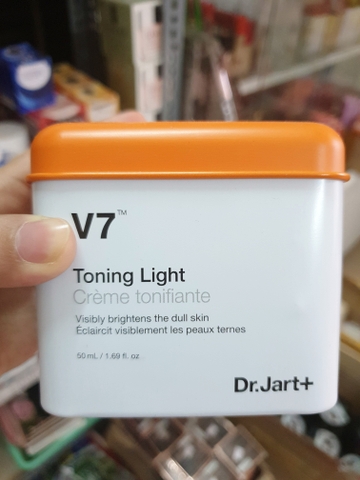 V7™
Toning Light
Crème tonifiante
Visibly brightens the dull skin
Éclaircit visiblement les peaux ternes
50 mL / 1.69 fl. oz
Dr.Jart+